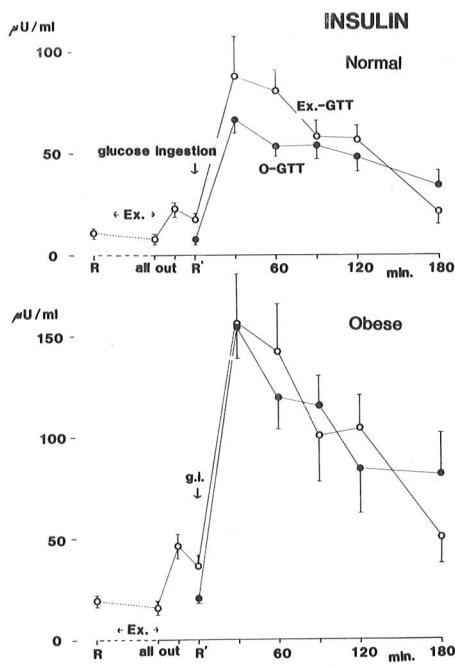 INSULIN
µU/ml
Normal
100
Ex.-GTT
glucose ingestion
50
O-GTT
↓
← Ex. →
0
R all out R' 60 120 180
min.
µU/ml
Obese
150
100
g.i.
↓
50
0
← Ex. →
R all out R' 60 120 180
min.